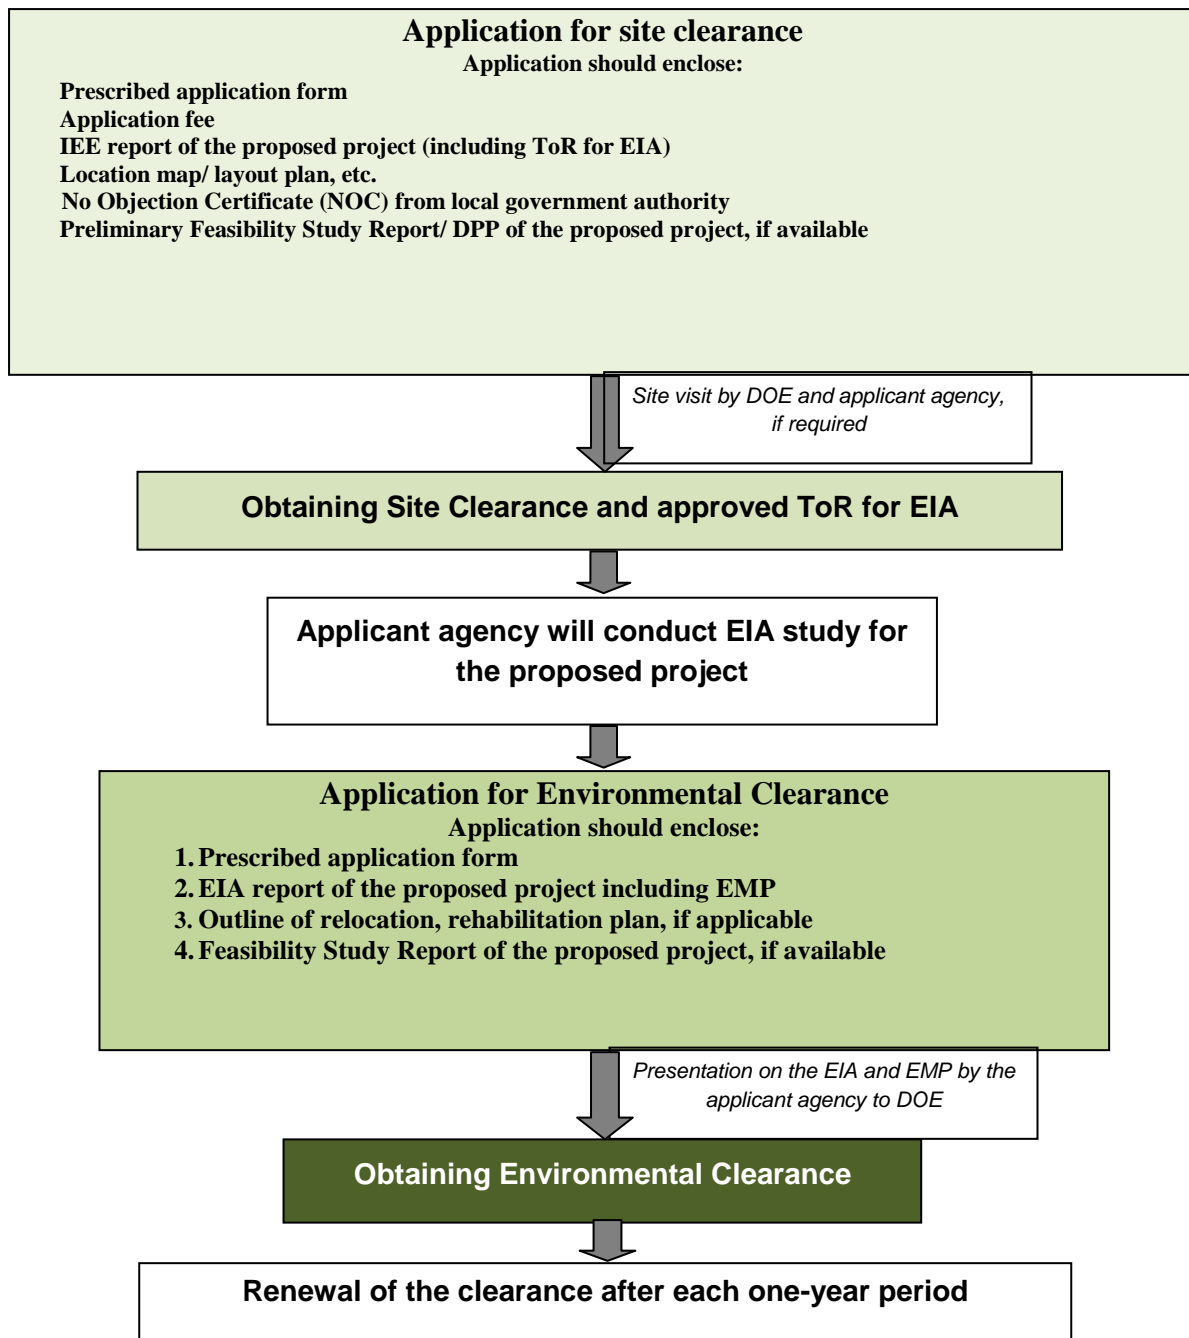 Application for site clearance
Application should enclose:
Prescribed application form
Application fee
IEE report of the proposed project (including ToR for EIA)
Location map/ layout plan, etc.
No Objection Certificate (NOC) from local government authority
Preliminary Feasibility Study Report/ DPP of the proposed project, if available
Site visit by DOE and applicant agency,
if required
Obtaining Site Clearance and approved ToR for EIA
Applicant agency will conduct EIA study for
the proposed project
Application for Environmental Clearance
Application should enclose:
1. Prescribed application form
2. EIA report of the proposed project including EMP
3. Outline of relocation, rehabilitation plan, if applicable
4. Feasibility Study Report of the proposed project, if available
Presentation on the EIA and EMP by the
applicant agency to DOE
Obtaining Environmental Clearance
Renewal of the clearance after each one-year period